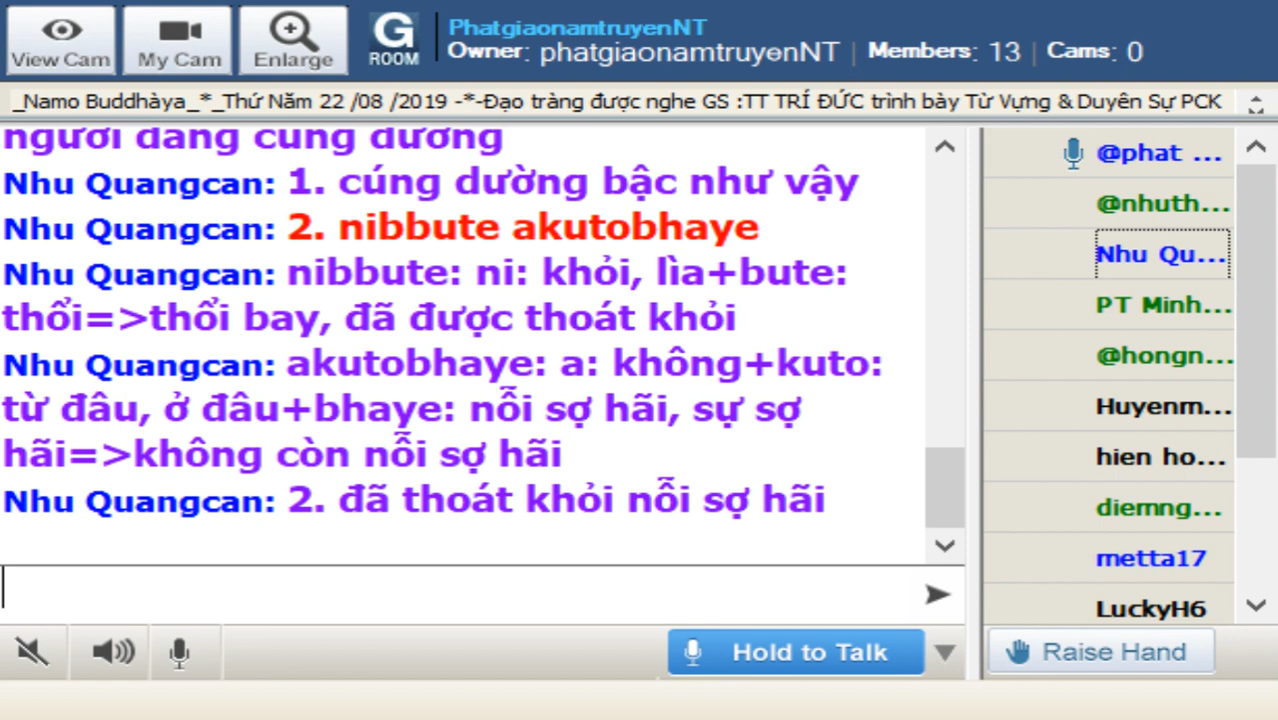 View Cam
My Cam
Enlarge
G
ROOM
PhatgiaonamtruyenNT
Owner: phatgiaonamtruyenNT | Members: 13 | Cams: 0
_Namo Buddhàya_*_Thứ Năm 22 /08 /2019 -*-Đạo tràng được nghe GS :TT TRÍ ĐỨC trình bày Từ Vựng & Duyên Sự PCK
người đáng cúng dường
Nhu Quangcan: 1. cúng dường bậc như vậy
Nhu Quangcan: 2. nibbute akutobhaye
Nhu Quangcan: nibbute: ni: khỏi, lìa+bute:
thổi=>thổi bay, đã được thoát khỏi
Nhu Quangcan: akutobhaye: a: không+kuto:
từ đâu, ở đâu+bhaye: nỗi sợ hãi, sự sợ
hãi=>không còn nỗi sợ hãi
Nhu Quangcan: 2. đã thoát khỏi nỗi sợ hãi
@phat ...
@nhuth...
Nhu Qu...
PT Minh...
@hongn...
Huyenm...
hien ho...
diemng...
metta17
LuckyH6
Hold to Talk
Raise Hand